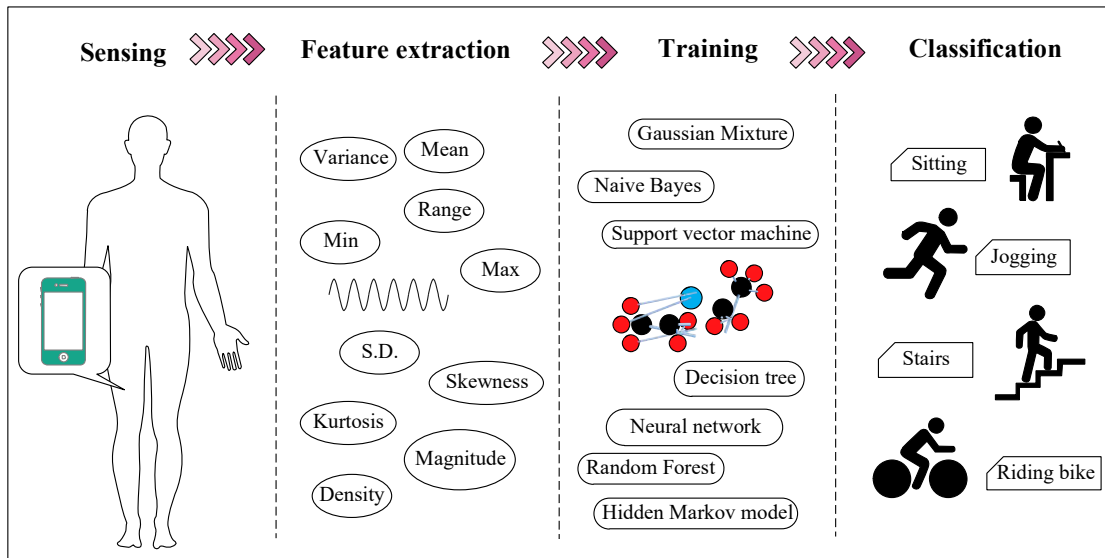 Sensing
Feature extraction
Training
Classification
Variance
Mean
Range
Min
Max
S.D.
Skewness
Kurtosis
Magnitude
Density
Gaussian Mixture
Naive Bayes
Support vector machine
Decision tree
Neural network
Random Forest
Hidden Markov model
Sitting
Jogging
Stairs
Riding bike